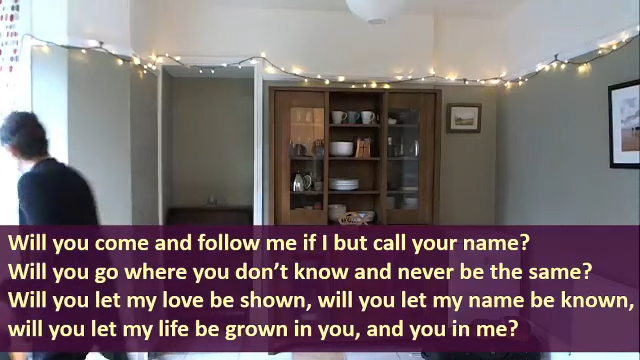 Will you come and follow me if I but call your name?
Will you go where you don't know and never be the same?
Will you let my love be shown, will you let my name be known,
will you let my life be grown in you, and you in me?